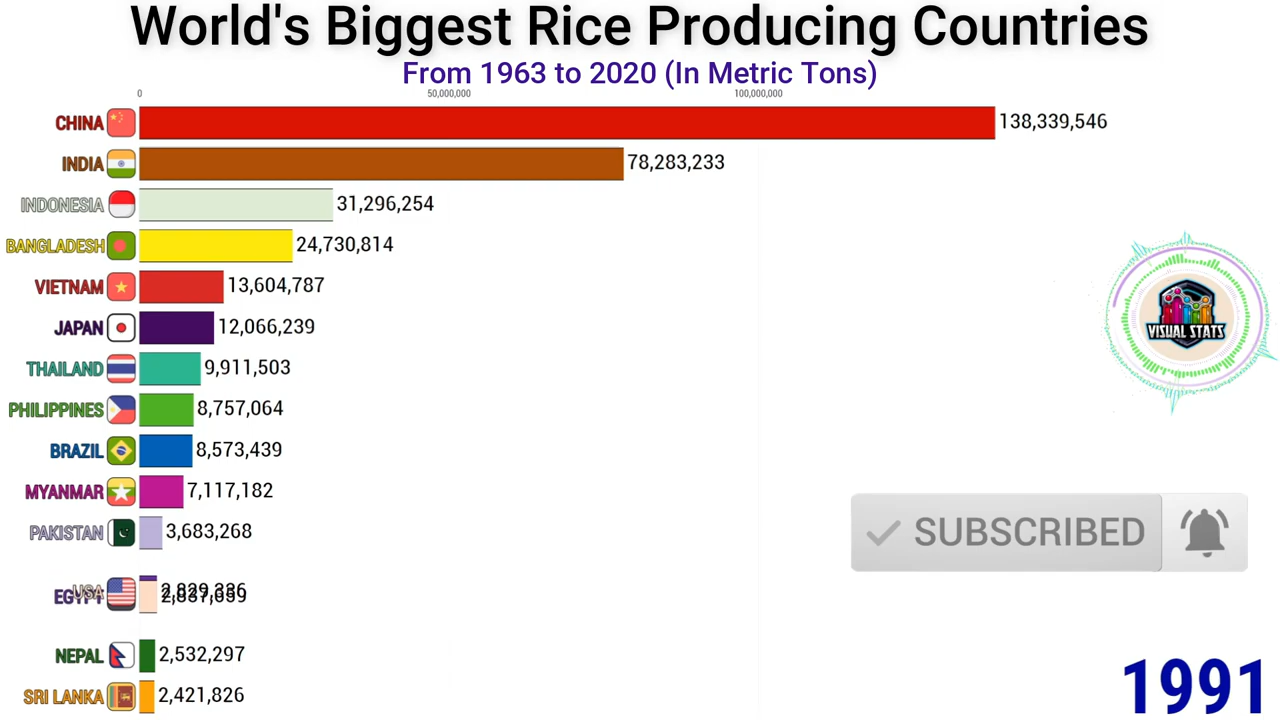 World's Biggest Rice Producing Countries
From 1963 to 2020 (In Metric Tons)
0 50,000,000 100,000,000
CHINA 138,339,546
INDIA 78,283,233
INDONESIA 31,296,254
BANGLADESH 24,730,814
VIETNAM 13,604,787
JAPAN 12,066,239
THAILAND 9,911,503
VISUAL STATS
PHILIPPINES 8,757,064
BRAZIL 8,573,439
MYANMAR 7,117,182
PAKISTAN 3,683,268
SUBSCRIBED
USA
EGYPT
NEPAL 2,532,297
SRI LANKA 2,421,826
1991